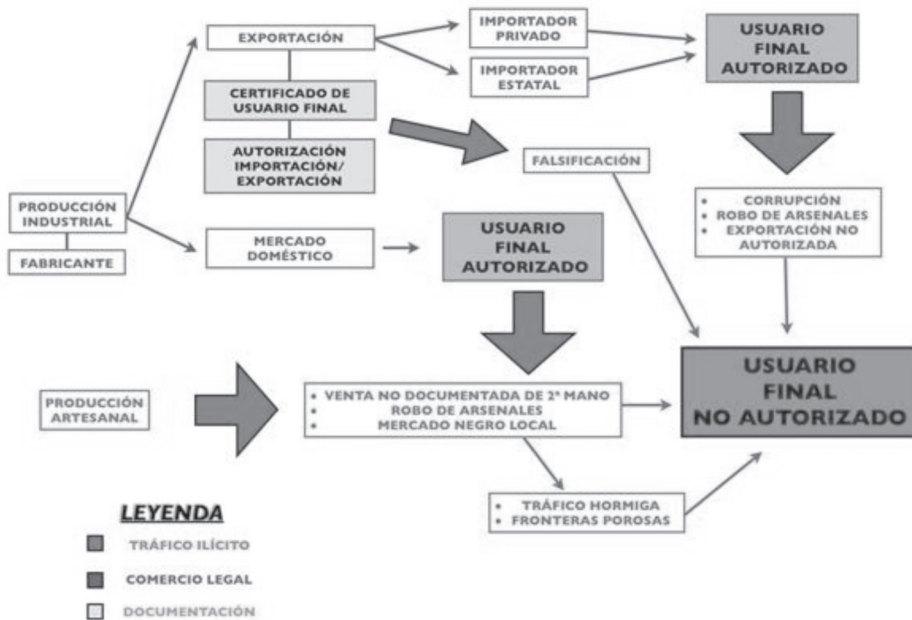 EXPORTACIÓN
IMPORTADOR
PRIVADO
IMPORTADOR
ESTATAL
USUARIO
FINAL
AUTORIZADO
CERTIFICADO DE
USUARIO FINAL
AUTORIZACIÓN
IMPORTACIÓN/
EXPORTACIÓN
FALSIFICACIÓN
PRODUCCIÓN
INDUSTRIAL
FABRICANTE
MERCADO
DOMÉSTICO
USUARIO
FINAL
AUTORIZADO
• CORRUPCIÓN
• ROBO DE ARSENALES
• EXPORTACIÓN NO
AUTORIZADA
PRODUCCIÓN
ARTESANAL
• VENTA NO DOCUMENTADA DE 2ª MANO
• ROBO DE ARSENALES
• MERCADO NEGRO LOCAL
USUARIO
FINAL
NO AUTORIZADO
• TRÁFICO HORMIGA
• FRONTERAS POROSAS
LEYENDA
TRÁFICO ILÍCITO
COMERCIO LEGAL
DOCUMENTACIÓN